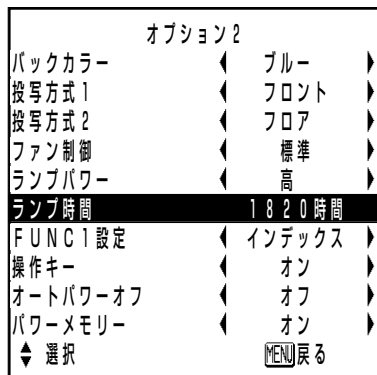 オプション2
バックカラー ◀ ブルー ▶
投写方式1 ◀ フロント ▶
投写方式2 ◀ フロア ▶
ファン制御 ◀ 標準 ▶
ランプパワー ◀ 高 ▶
ランプ時間 1820時間
FUNC1設定 ◀ インデックス ▶
操作キー ◀ オン ▶
オートパワーオフ ◀ オフ ▶
パワーメモリー ◀ オン ▶
選択 MENU戻る